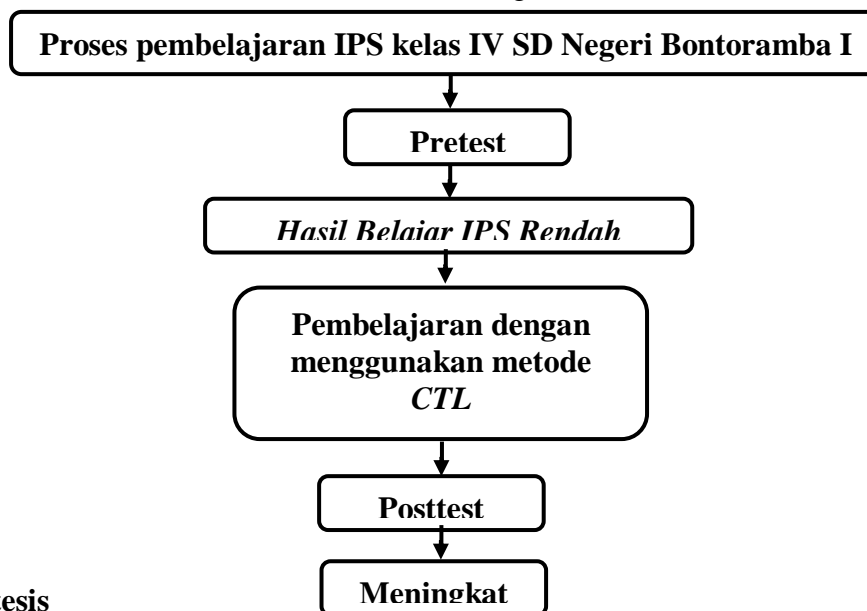 Proses pembelajaran IPS kelas IV SD Negeri Bontoramba I
Pretest
Hasil Belajar IPS Rendah
Pembelajaran dengan
menggunakan metode
CTL
Posttest
Meningkat